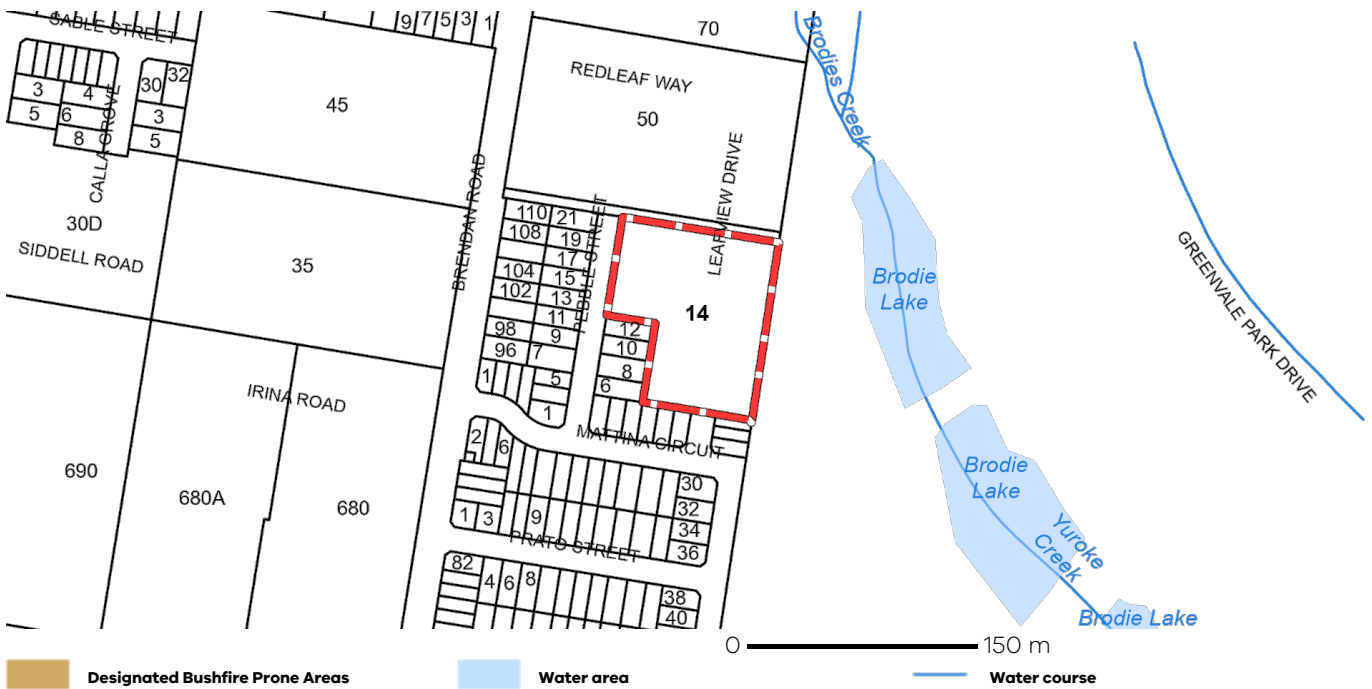 SABLE STREET
9 7 5 3 1
70
32
30
3 4
3
5 6
8
5
CALLA GROVE
45
REDLEAF WAY
50
Brodies Creek
LEAFVIEW DRIVE
BRENDAN ROAD
PEBBLE STREET
30D
SIDDELL ROAD
35
110 21
108 19
17
104 15
102 13
11
98 9
96 7
1 5
1
12
10
8
6
14
Brodie
Lake
GREENVALE PARK DRIVE
IRINA ROAD
MATTINA CIRCUIT
690
680A
680
2 6
1 3 9
30
32
34
36
PRATO STREET
82 4 6 8
38
40
Brodie
Lake
Yuroke
Creek
Brodie Lake
0 150 m
Designated Bushfire Prone Areas
Water area
Water course